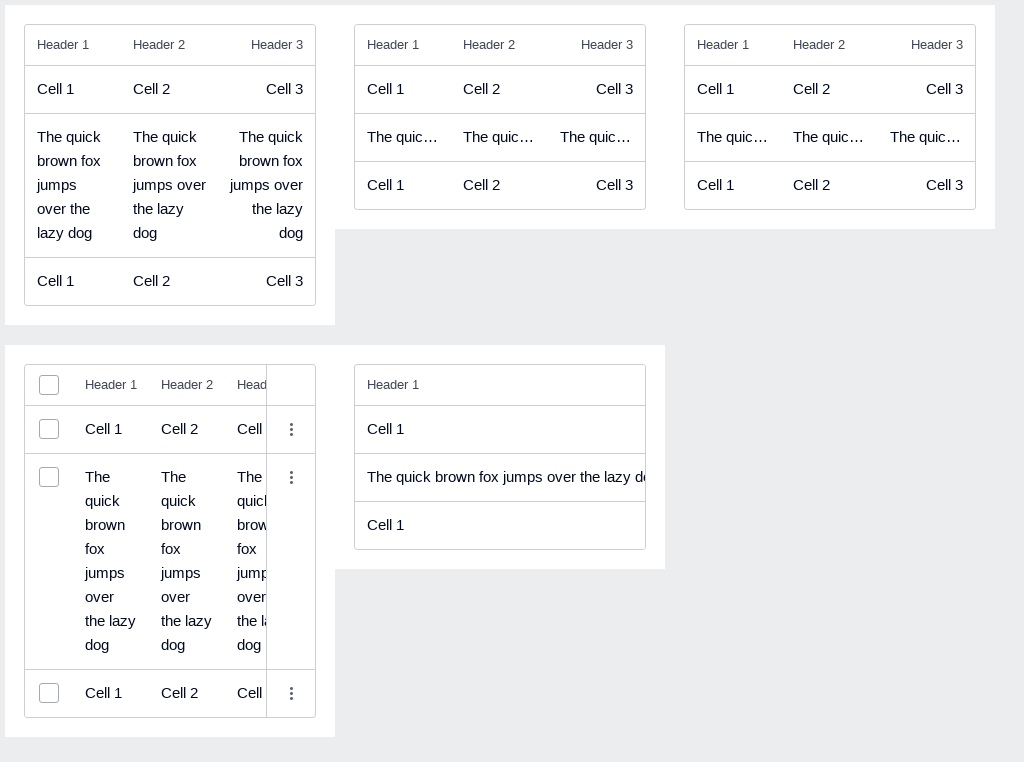 Header 1 Header 2 Header 3
Cell 1 Cell 2 Cell 3
The quick The quick The quick
brown fox brown fox brown fox
jumps jumps over jumps over
over the the lazy the lazy
lazy dog dog dog
Cell 1 Cell 2 Cell 3
Header 1 Header 2 Header 3
Cell 1 Cell 2 Cell 3
The quic… The quic… The quic…
Cell 1 Cell 2 Cell 3
Header 1 Header 2 Header 3
Cell 1 Cell 2 Cell 3
The quic… The quic… The quic…
Cell 1 Cell 2 Cell 3
Header 1 Header 2 Head
Cell 1 Cell 2 Cell
The The The
quick quick quic
brown brown brow
fox fox fox
jumps jumps jump
over over over
the lazy the lazy the la
dog dog dog
Cell 1 Cell 2 Cell
Header 1
Cell 1
The quick brown fox jumps over the lazy do
Cell 1